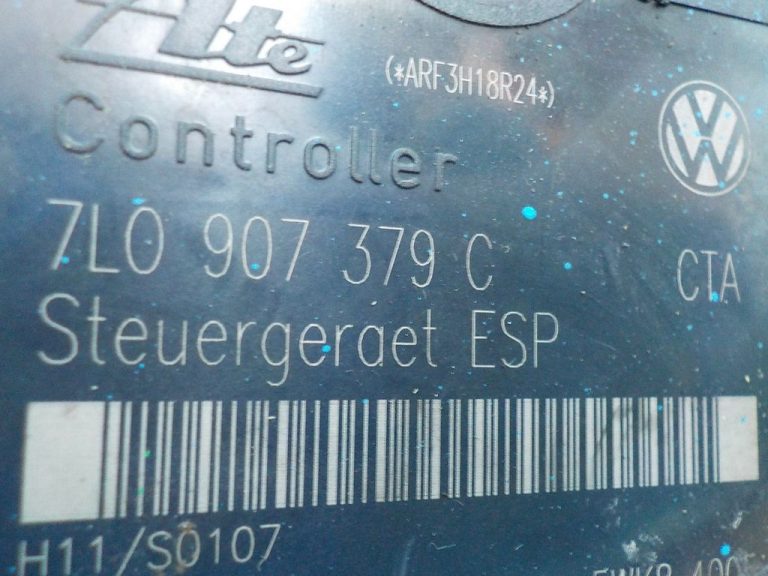 Ate
(*ARF3H18R24*)
Controller
7L0 907 379 C CTA
Steuergeraet ESP
H11/S0107